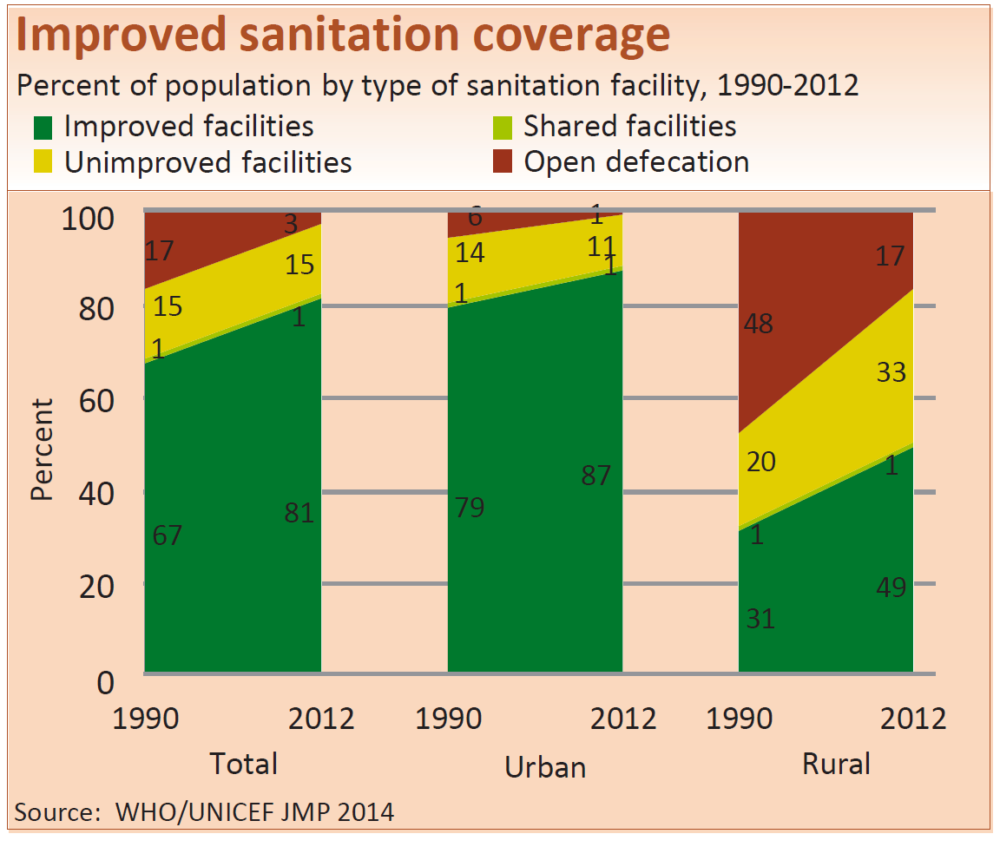 Improved sanitation coverage
Percent of population by type of sanitation facility, 1990-2012
Improved facilities Shared facilities
Unimproved facilities Open defecation
Percent
100
80
60
40
20
0
17 3
15 15
1 1
67 81
6 1
14 11
1 1
79 87
48 17
20 33
1 1
31 49
1990 2012 1990 2012 1990 2012
Total Urban Rural
Source: WHO/UNICEF JMP 2014